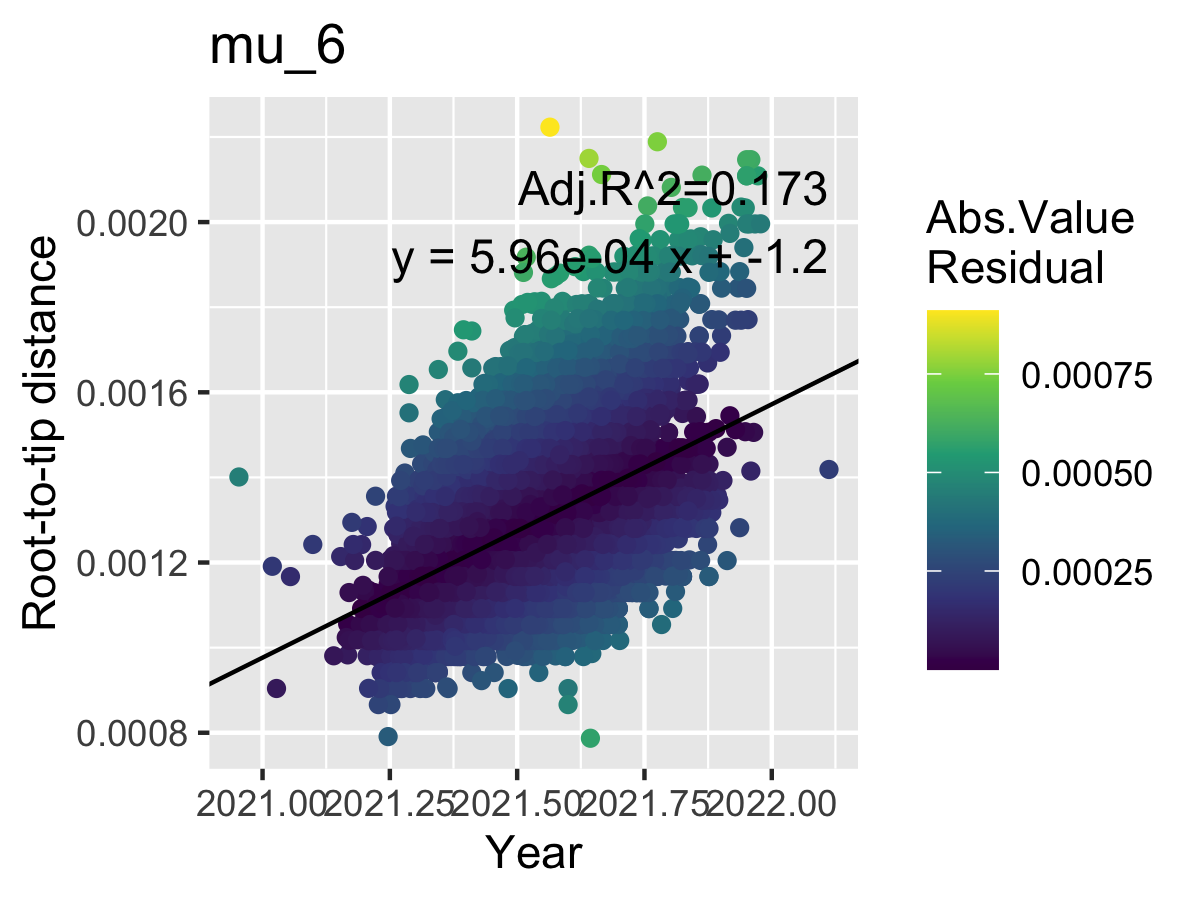 mu_6
Adj.R^2=0.173
y = 5.96e-04 x + -1.2
Root-to-tip distance
0.0020
0.0016
0.0012
0.0008
2021.00 2021.25 2021.50 2021.75 2022.00
Year
Abs.Value
Residual
0.00075
0.00050
0.00025